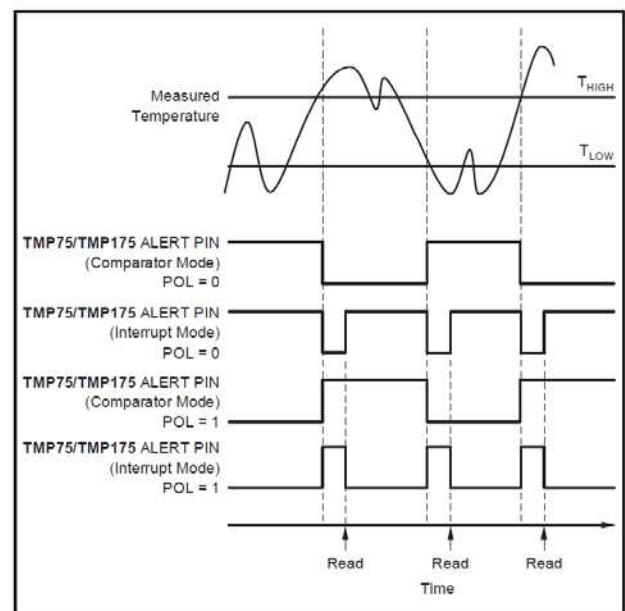 Measured
Temperature
THIGH
TLOW
TMP75/TMP175 ALERT PIN
(Comparator Mode)
POL = 0
TMP75/TMP175 ALERT PIN
(Interrupt Mode)
POL = 0
TMP75/TMP175 ALERT PIN
(Comparator Mode)
POL = 1
TMP75/TMP175 ALERT PIN
(Interrupt Mode)
POL = 1
Read Read Read
Time